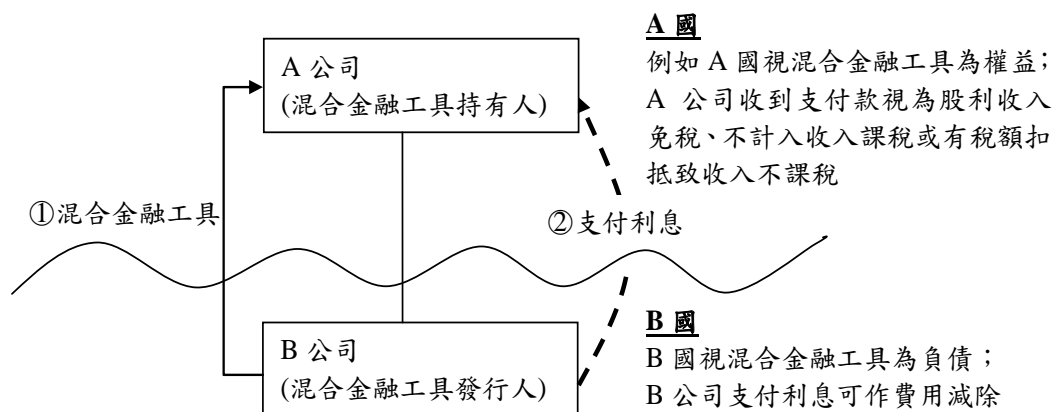 A 公司
(混合金融工具持有人)
A 國
例如 A 國視混合金融工具為權益；
A 公司收到支付款視為股利收入
免稅、不計入收入課稅或有稅額扣
抵致收入不課稅
①混合金融工具
②支付利息
B 公司
(混合金融工具發行人)
B 國
B 國視混合金融工具為負債；
B 公司支付利息可作費用減除